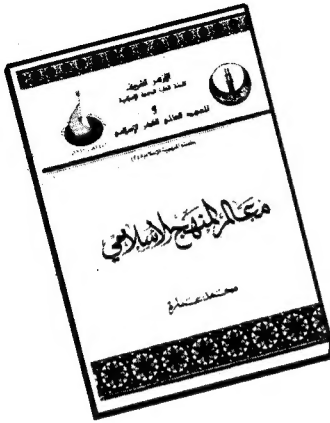 الأزهر الشريف
و
المعهد العالمي للفكر الإسلامي
معالم المنهج الإسلامي
محمد عمارة